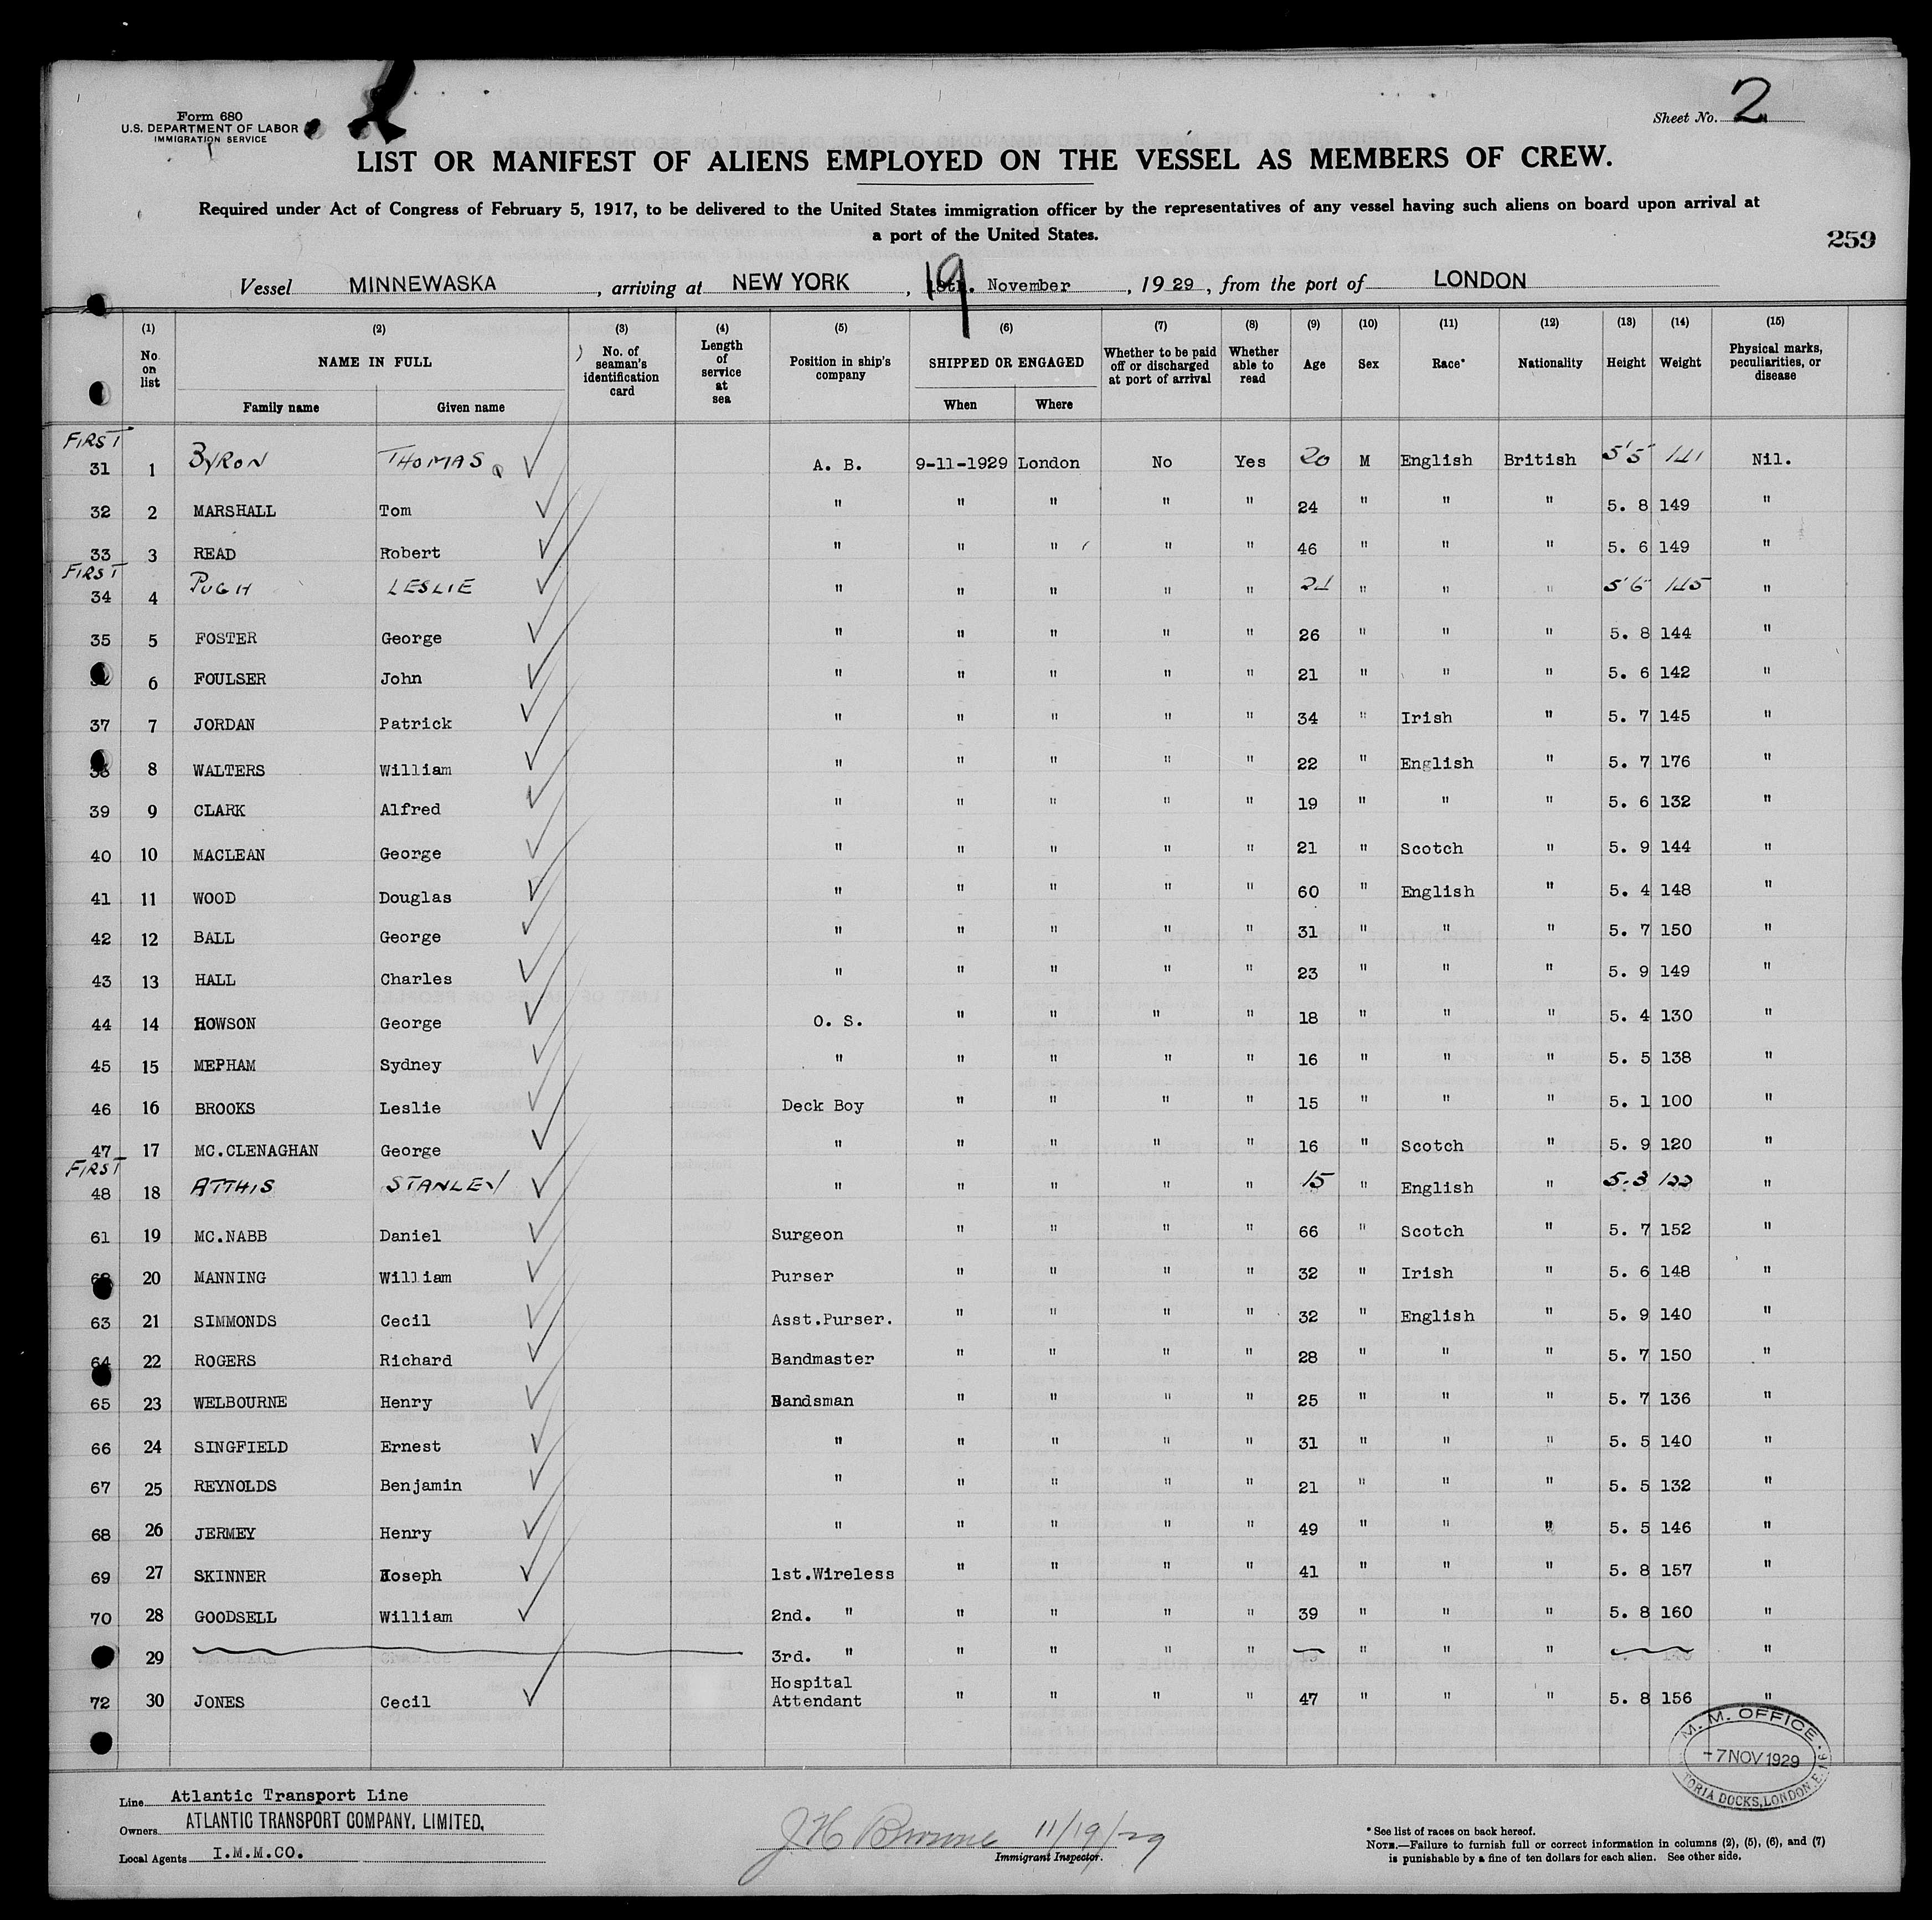 2
Form 680
U.S. DEPARTMENT OF LABOR
IMMIGRATION SERVICE
Sheet No. 2
LIST OR MANIFEST OF ALIENS EMPLOYED ON THE VESSEL AS MEMBERS OF CREW.
Required under Act of Congress of February 5, 1917, to be delivered to the United States immigration officer by the representatives of any vessel having such aliens on board upon arrival at
a port of the United States.
259
Vessel MINNEWASKA, arriving at NEW YORK, 19 November, 1929, from the port of LONDON
(1) (2) (3) (4) (5) (6) (7) (8) (9) (10) (11) (12) (13) (14) (15)
No. on list NAME IN FULL No. of seaman's identification card Length of service at sea Position in ship's company SHIPPED OR ENGAGED Whether to be paid off or discharged at port of arrival Whether able to read Age Sex Race* Nationality Height Weight Physical marks, peculiarities, or disease
Family name Given name When Where
FIRST
31 1 BYRON THOMAS A. B. 9-11-1929 London No Yes 20 M English British 5'5 141 Nil.
32 2 MARSHALL Tom " " " " " 24 " " " 5. 8 149 "
33 3 READ Robert " " " " " 46 " " " 5. 6 149 "
FIRST
34 4 PUGH LESLIE " " " " " " " " 5'6 145 "
35 5 FOSTER George " " " " " 26 " " " 5. 8 144 "
6 FOULSER John " " " " " 21 " " " 5. 6 142 "
37 7 JORDAN Patrick " " " " " 34 " Irish " 5. 7 145 "
38 8 WALTERS William " " " " " 22 " English " 5. 7 176 "
39 9 CLARK Alfred " " " " " 19 " " " 5. 6 132 "
40 10 MACLEAN George " " " " " 21 " Scotch " 5. 9 144 "
41 11 WOOD Douglas " " " " " 60 " English " 5. 4 148 "
42 12 BALL George " " " " " 31 " " " 5. 7 150 "
43 13 HALL Charles " " " " " 23 " " " 5. 9 149 "
44 14 HOWSON George O. S. " " " " 18 " " " 5. 4 130 "
45 15 MEPHAM Sydney " " " " " 16 " " " 5. 5 138 "
46 16 BROOKS Leslie Deck Boy " " " " 15 " " " 5. 1 100 "
47 17 MC.CLENAGHAN George " " " " " 16 " Scotch " 5. 9 120 "
FIRST
48 18 ATTHIS STANLEY " " " " " 15 " English " 5.3 122 "
61 19 MC.NABB Daniel Surgeon " " " " 66 " Scotch " 5. 7 152 "
20 MANNING William Purser " " " " 32 " Irish " 5. 6 148 "
63 21 SIMMONDS Cecil Asst.Purser. " " " " 32 " English " 5. 9 140 "
64 22 ROGERS Richard Bandmaster " " " " 28 " " " 5. 7 150 "
65 23 WELBOURNE Henry Bandsman " " " " 25 " " " 5. 7 136 "
66 24 SINGFIELD Ernest " " " " " 31 " " " 5. 5 140 "
67 25 REYNOLDS Benjamin " " " " " 21 " " " 5. 5 132 "
68 26 JERMEY Henry " " " " " 49 " " " 5. 5 146 "
69 27 SKINNER Joseph 1st.Wireless " " " " 41 " " " 5. 8 157 "
70 28 GOODSELL William 2nd. " " " " " 39 " " " 5. 8 160 "
29 3rd. " " " " " " " " "
72 30 JONES Cecil Hospital Attendant " " " " 47 " " " 5. 8 156 "
M. M. OFFICE
-7 NOV 1929
TORIA DOCKS, LONDON, E.16
Line Atlantic Transport Line
Owners ATLANTIC TRANSPORT COMPANY, LIMITED,
Local Agents I.M.M.CO.
J H Browne 11/19/29
Immigrant Inspector.
* See list of races on back hereof.
NOTE.—Failure to furnish full or correct information in columns (2), (5), (6), and (7)
is punishable by a fine of ten dollars for each alien. See other side.